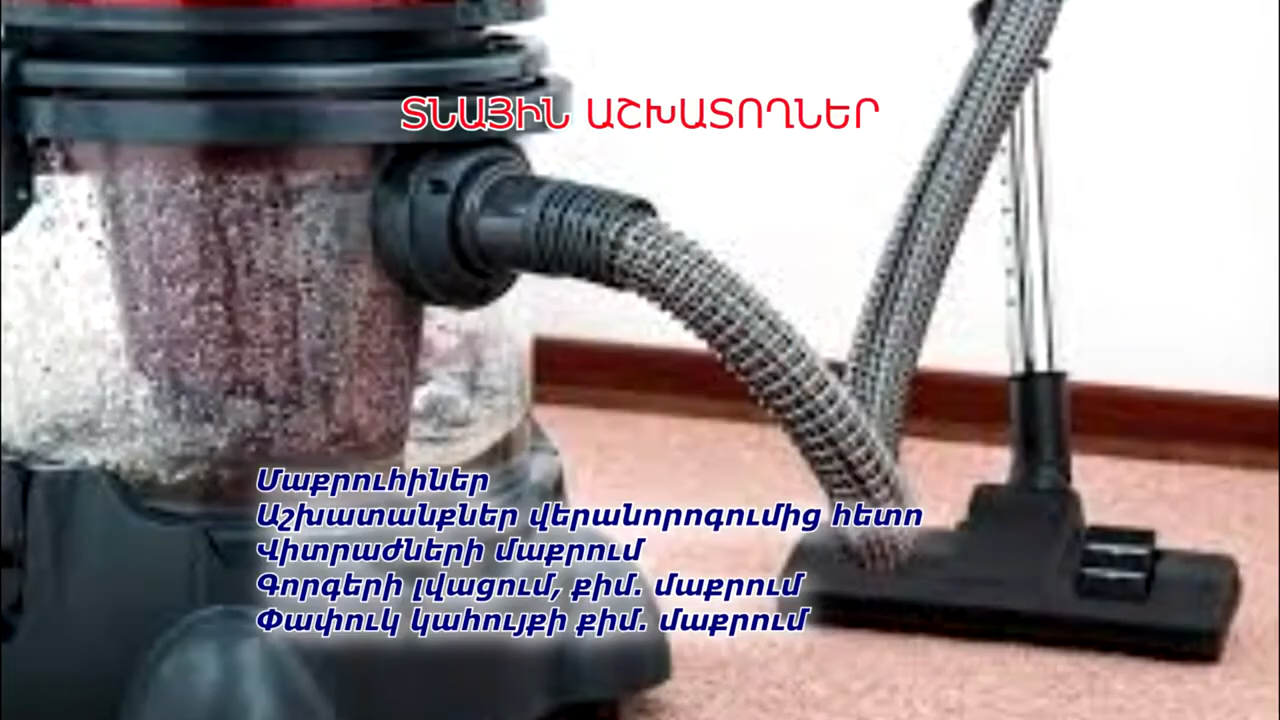 ՏՆԱՅԻՆ ԱՇԽԱՏՈՂՆԵՐ
Մաքրուհիներ
Աշխատանքներ վերանորոգումից հետո
Վիտրաժների մաքրում
Գորգերի լվացում, քիմ. մաքրում
Փափուկ կահույքի քիմ. մաքրում